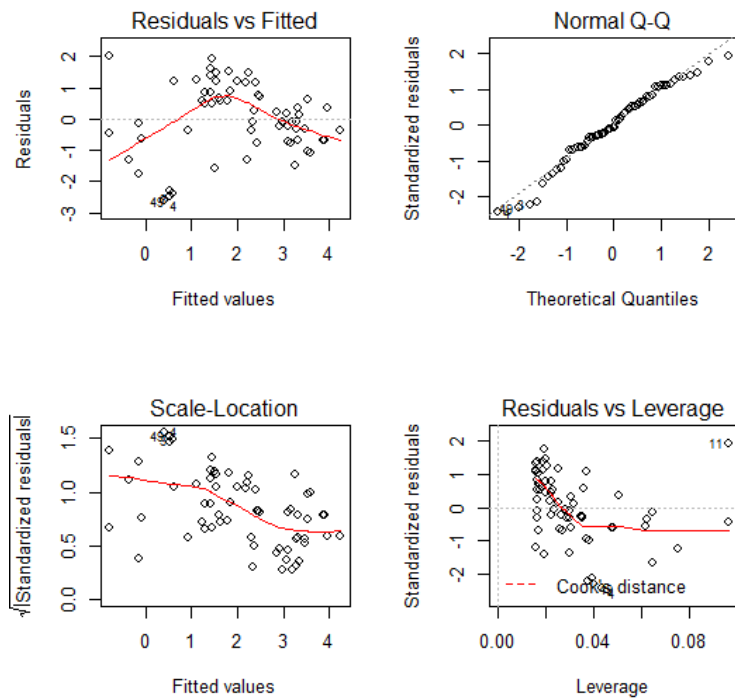 Residuals vs Fitted
Residuals
2
1
0
-1
-2
-3
0 1 2 3 4
Fitted values
4
Normal Q-Q
Standardized residuals
2
1
0
-1
-2
-2 -1 0 1 2
Theoretical Quantiles
Scale-Location
√|Standardized residuals|
1.5
1.0
0.5
0.0
0 1 2 3 4
Fitted values
Residuals vs Leverage
Standardized residuals
2
1
0
-1
-2
11
Cook's distance
0.00 0.04 0.08
Leverage